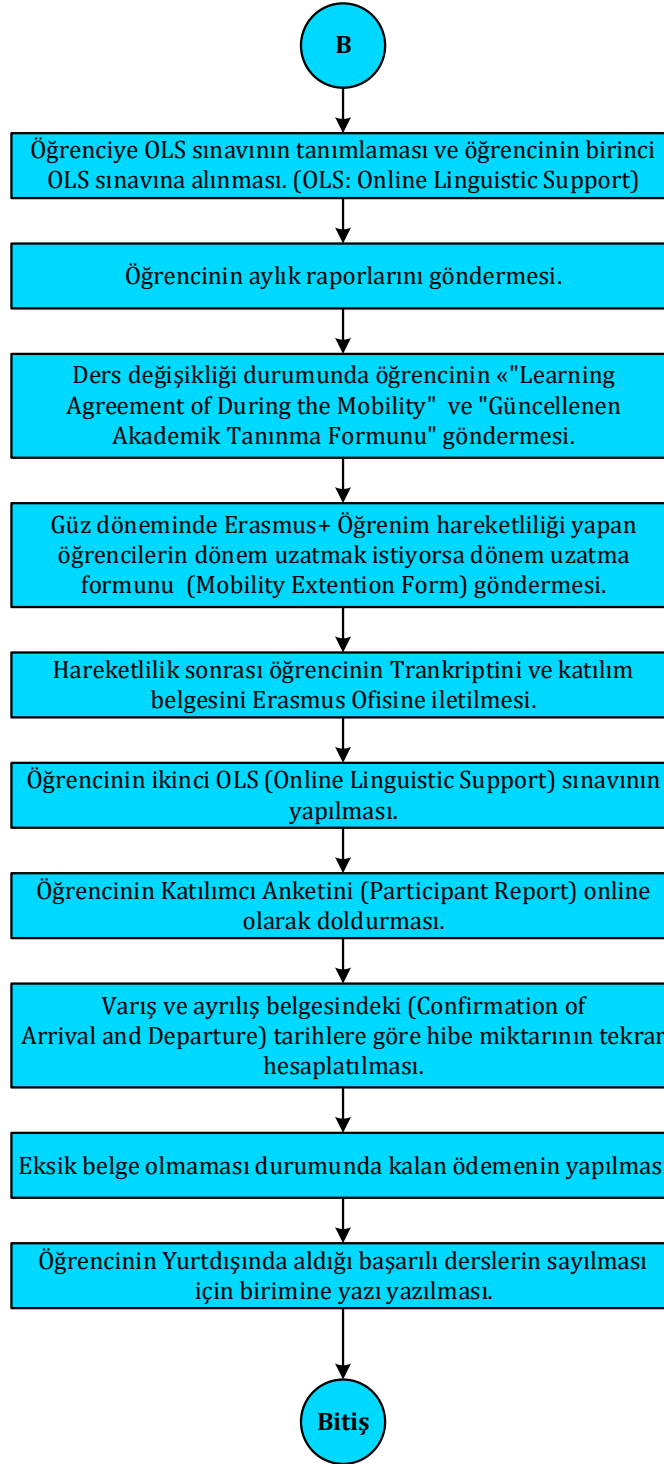 B
Öğrenciye OLS sınavının tanımlaması ve öğrencinin birinci
OLS sınavına alınması. (OLS: Online Linguistic Support)
Öğrencinin aylık raporlarını göndermesi.
Ders değişikliği durumunda öğrencinin «"Learning
Agreement of During the Mobility" ve "Güncellenen
Akademik Tanınma Formunu" göndermesi.
Güz döneminde Erasmus+ Öğrenim hareketliliği yapan
öğrencilerin dönem uzatmak istiyorsa dönem uzatma
formunu (Mobility Extention Form) göndermesi.
Hareketlilik sonrası öğrencinin Trankriptini ve katılım
belgesini Erasmus Ofisine iletilmesi.
Öğrencinin ikinci OLS (Online Linguistic Support) sınavının
yapılması.
Öğrencinin Katılımcı Anketini (Participant Report) online
olarak doldurması.
Varış ve ayrılış belgesindeki (Confirmation of
Arrival and Departure) tarihlere göre hibe miktarının tekrar
hesaplatılması.
Eksik belge olmaması durumunda kalan ödemenin yapılması
Öğrencinin Yurtdışında aldığı başarılı derslerin sayılması
için birimine yazı yazılması.
Bitiş